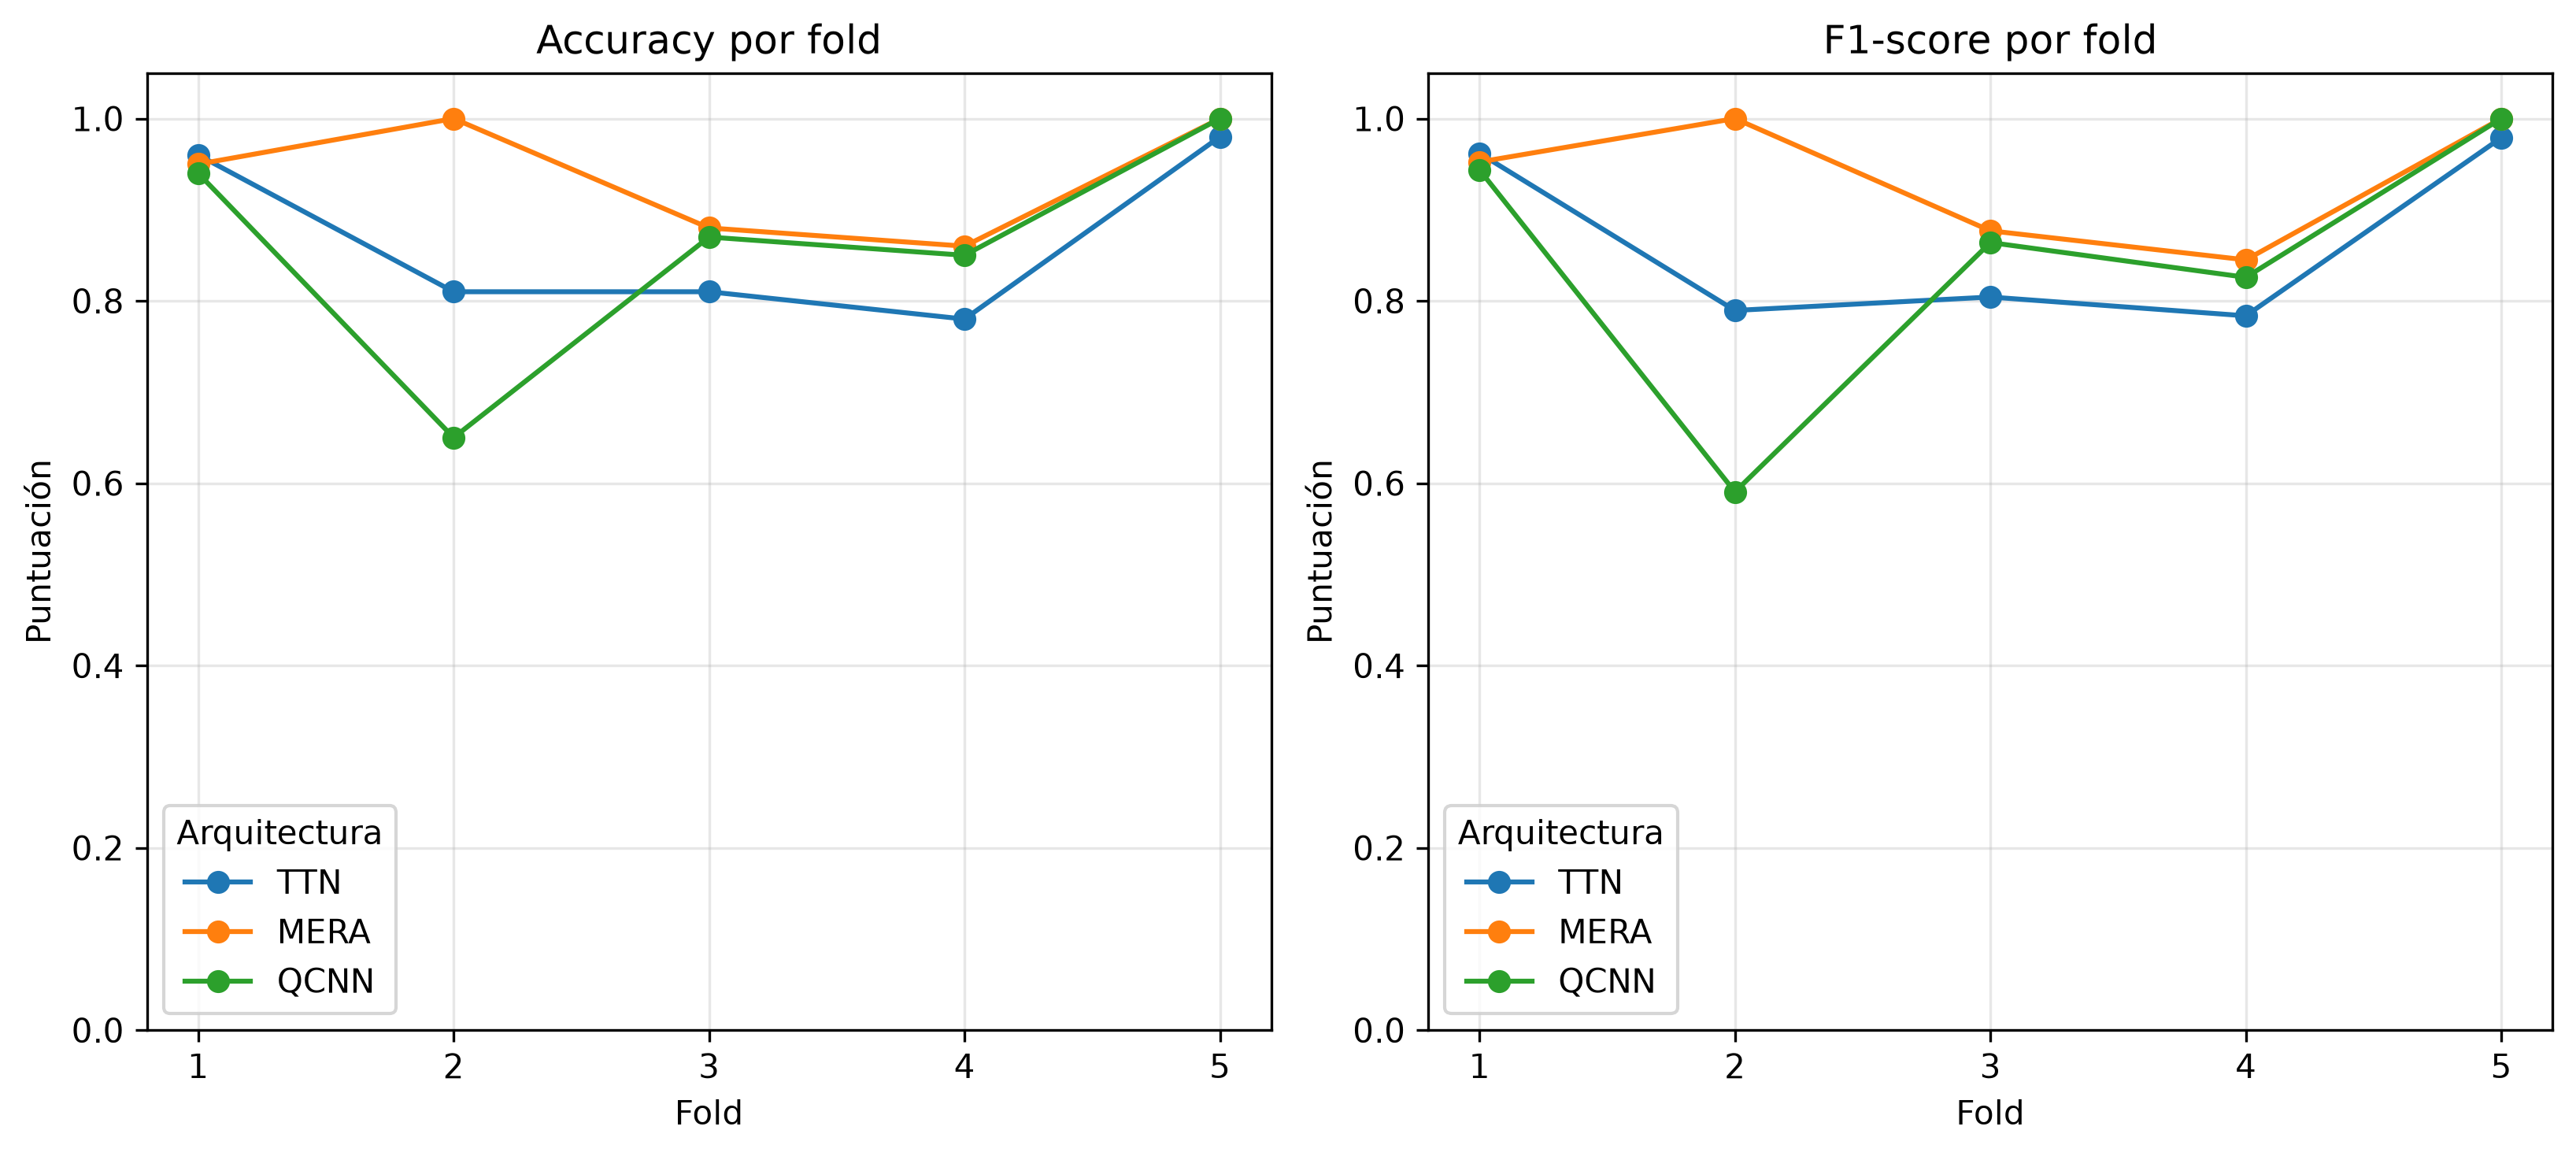 Accuracy por fold
Puntuación
1.0
0.8
0.6
0.4
0.2
0.0
Arquitectura
TTN
MERA
QCNN
1 2 3 4 5
Fold
F1-score por fold
Puntuación
1.0
0.8
0.6
0.4
0.2
0.0
Arquitectura
TTN
MERA
QCNN
1 2 3 4 5
Fold